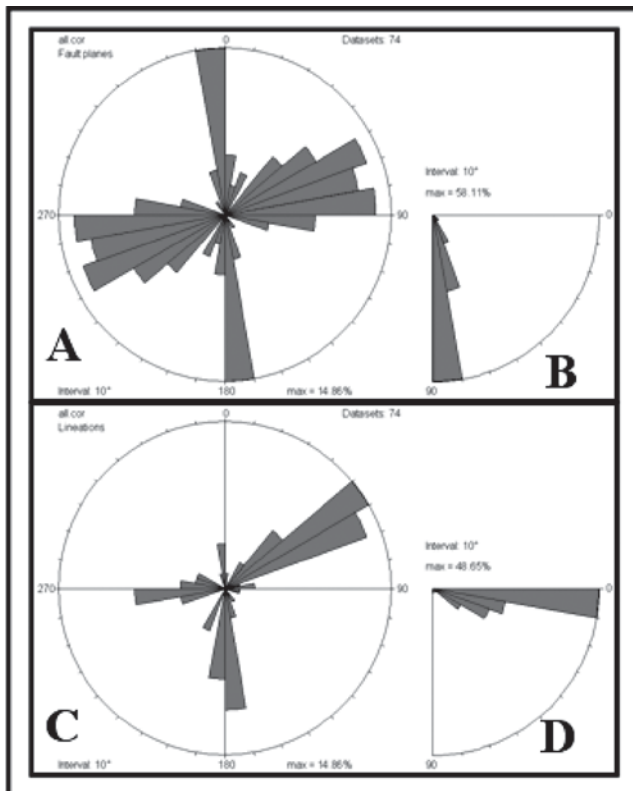 all.cor
Fault planes
0
Datasets: 74
270
90
A
Interval: 10°
180
max = 14.86%
Interval: 10°
max = 58.11%
0
90
B
all.cor
Lineations
0
Datasets: 74
270
90
C
Interval: 10°
180
max = 14.86%
Interval: 10°
max = 48.65%
0
90
D